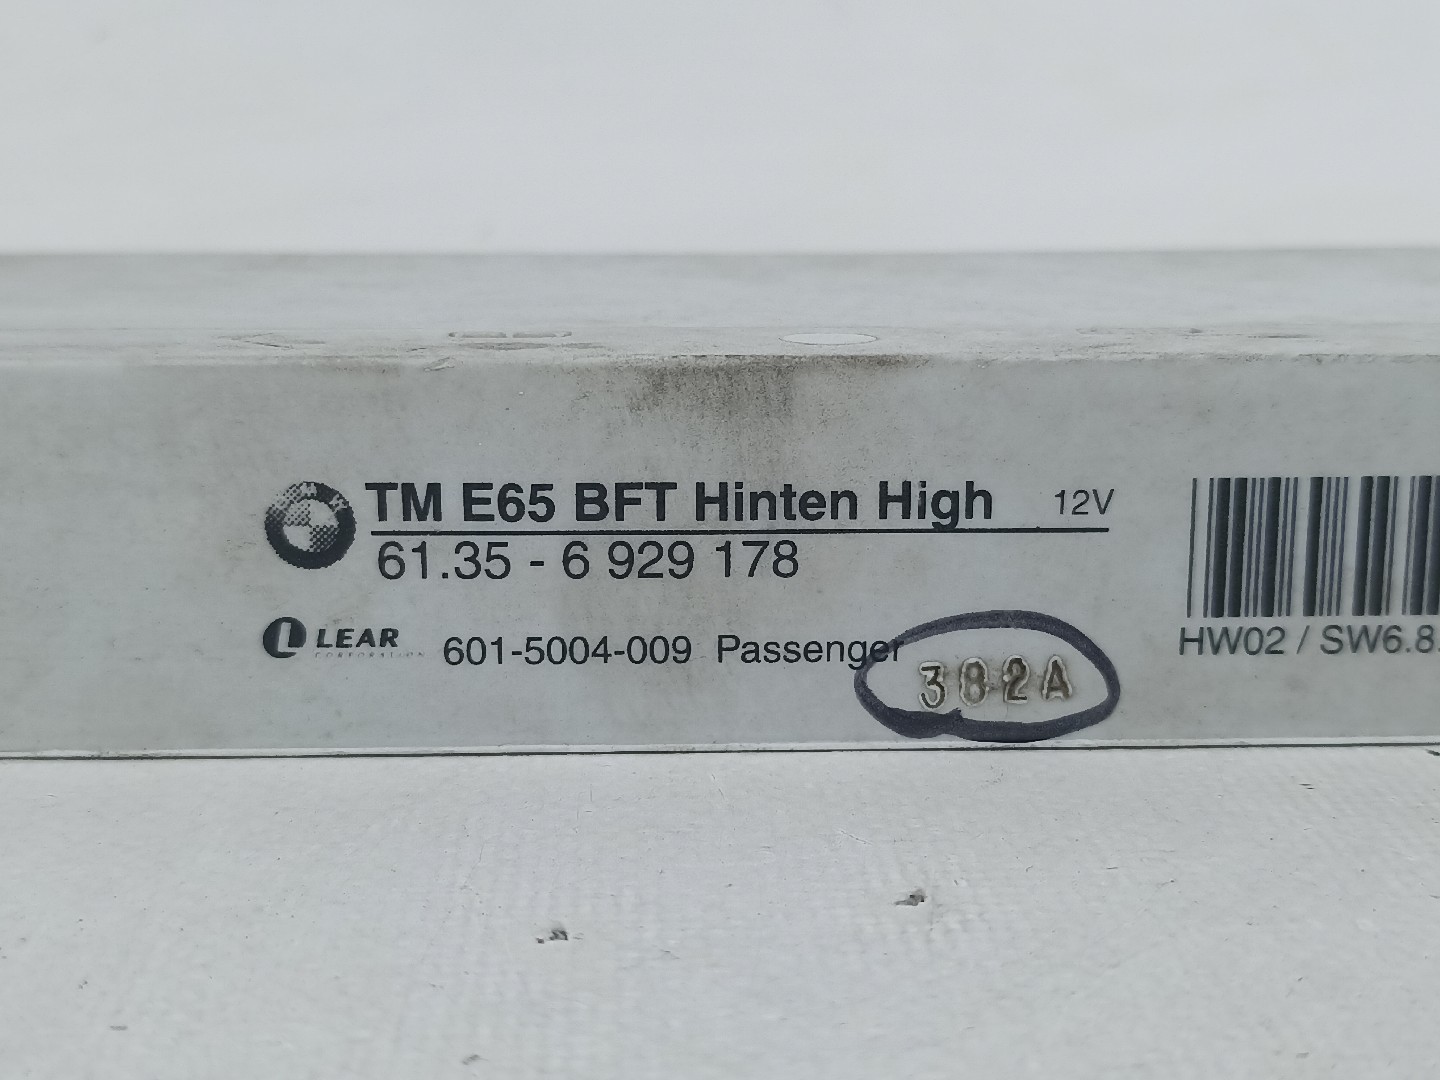 TM E65 BFT Hinten High 12V
61.35 - 6 929 178
LEAR 601-5004-009 Passenger
CORPORATION
382A
HW02 / SW6.8.